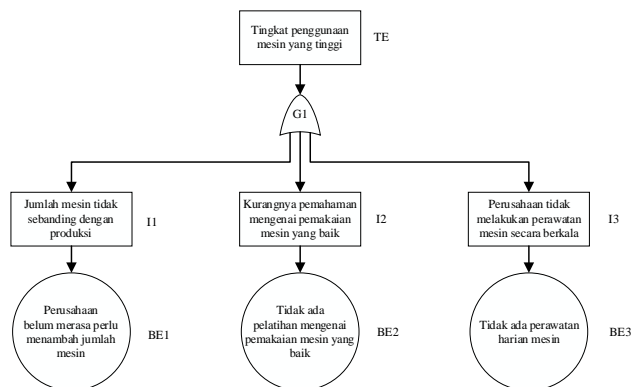 Tingkat penggunaan
mesin yang tinggi
TE
G1
Jumlah mesin tidak
sebanding dengan
produksi
I1
Kurangnya pemahaman
mengenai pemakaian
mesin yang baik
I2
Perusahaan tidak
melakukan perawatan
mesin secara berkala
I3
Perusahaan
belum merasa perlu
menambah jumlah
mesin
BE1
Tidak ada
pelatihan mengenai
pemakaian mesin yang
baik
BE2
Tidak ada perawatan
harian mesin
BE3